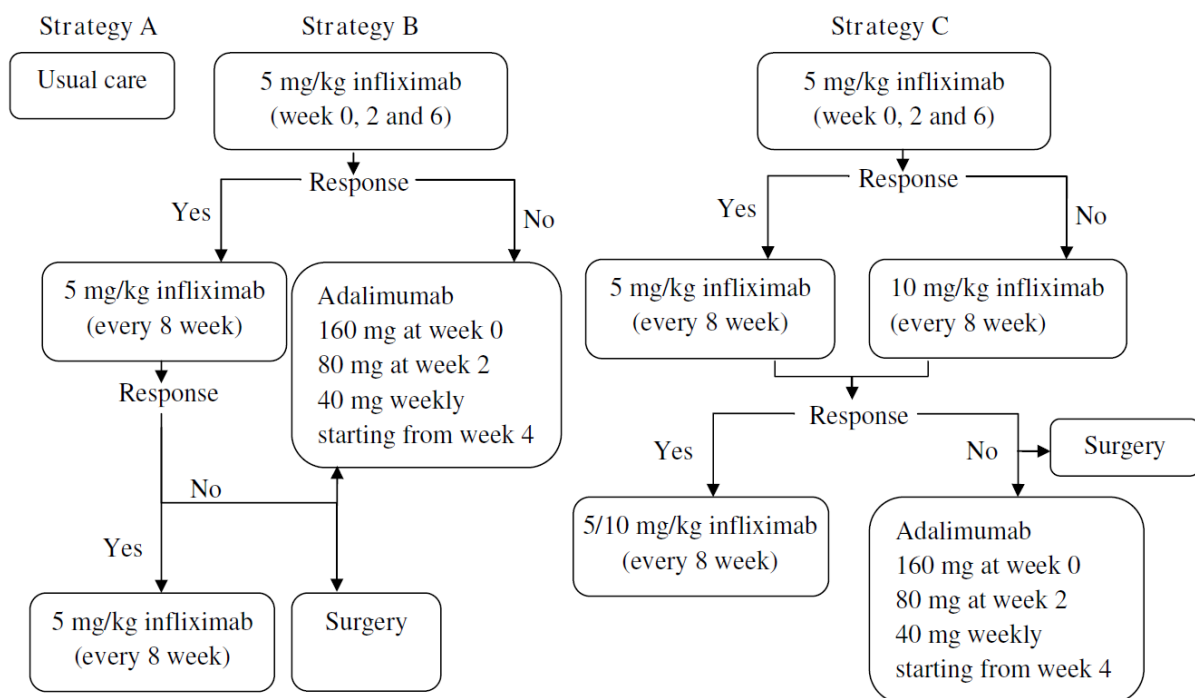 Strategy A
Usual care
Strategy B
5 mg/kg infliximab
(week 0, 2 and 6)
Response
Yes
No
5 mg/kg infliximab
(every 8 week)
Adalimumab
160 mg at week 0
80 mg at week 2
40 mg weekly
starting from week 4
Response
No
Yes
5 mg/kg infliximab
(every 8 week)
Surgery
Strategy C
5 mg/kg infliximab
(week 0, 2 and 6)
Response
Yes
No
5 mg/kg infliximab
(every 8 week)
10 mg/kg infliximab
(every 8 week)
Response
Yes
No
Surgery
5/10 mg/kg infliximab
(every 8 week)
Adalimumab
160 mg at week 0
80 mg at week 2
40 mg weekly
starting from week 4